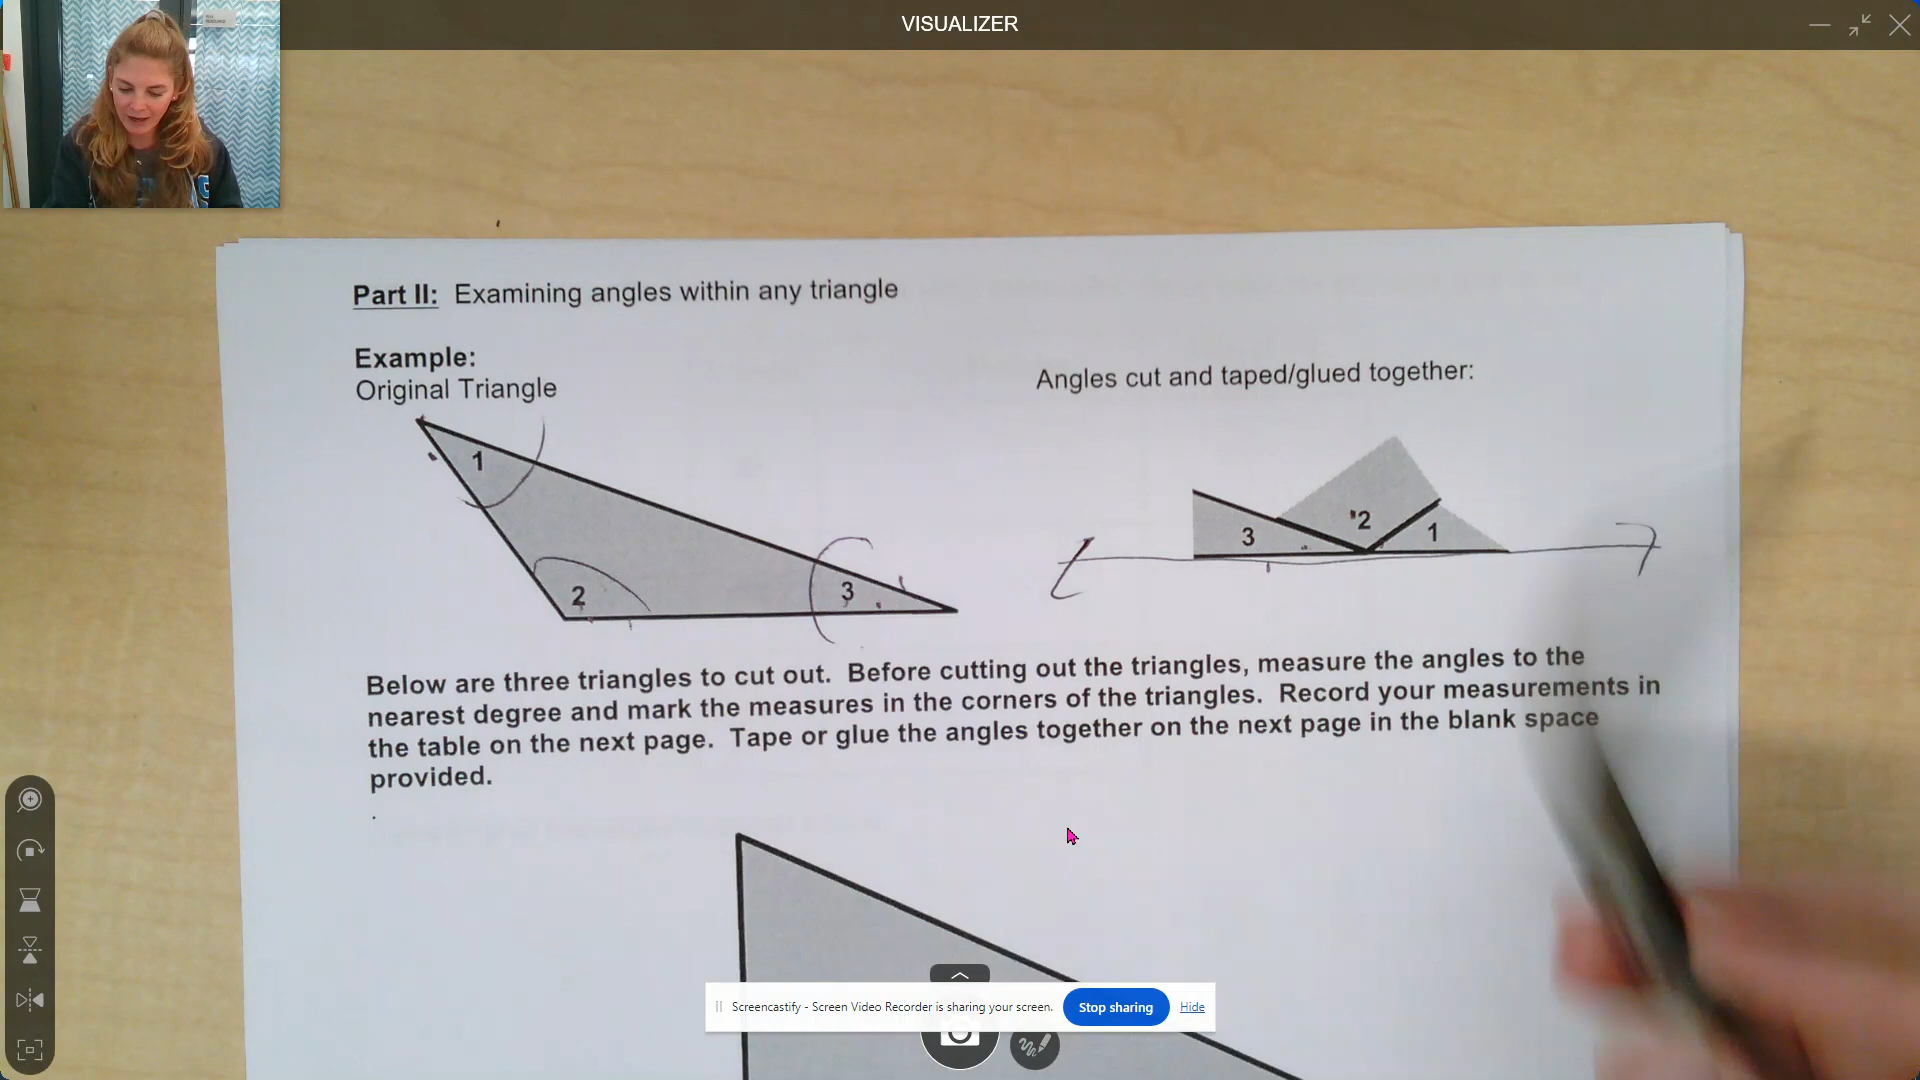 VISUALIZER
Part II: Examining angles within any triangle
Example:
Original Triangle
Angles cut and taped/glued together:
1
2
3
3
2
1
Below are three triangles to cut out. Before cutting out the triangles, measure the angles to the
nearest degree and mark the measures in the corners of the triangles. Record your measurements in
the table on the next page. Tape or glue the angles together on the next page in the blank space
provided.
Screencastify - Screen Video Recorder is sharing your screen.
Stop sharing
Hide